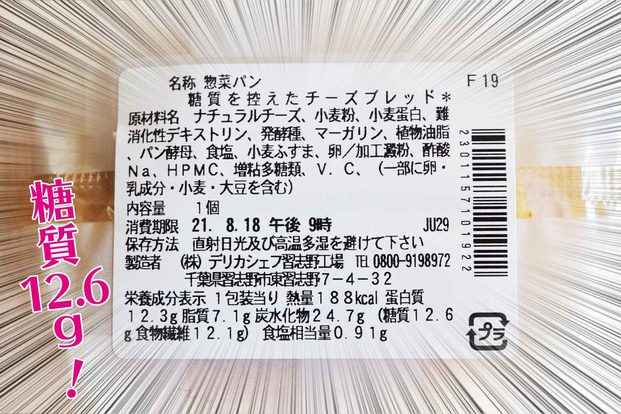 名称 惣菜パン
F19
糖質を控えたチーズブレッド*
原材料名 ナチュラルチーズ、小麦粉、小麦蛋白、難
消化性デキストリン、発酵種、マーガリン、植物油脂
、パン酵母、食塩、小麦ふすま、卵/加工澱粉、酢酸
Na、HPMC、増粘多糖類、V.C、(一部に卵・
乳成分・小麦・大豆を含む)
内容量 1個
消費期限 21. 8.18 午後 9時 JU29
保存方法 直射日光及び高温多湿を避けて下さい
製造者 (株)デリカシェフ習志野工場 TEL 0800-9198972
千葉県習志野市東習志野7-4-32
栄養成分表示 1包装当り 熱量188kcal 蛋白質
12.3g 脂質7.1g 炭水化物24.7g (糖質12.6
g 食物繊維12.1g) 食塩相当量0.91g
2301157101922
プラ
糖質
12.6
g!